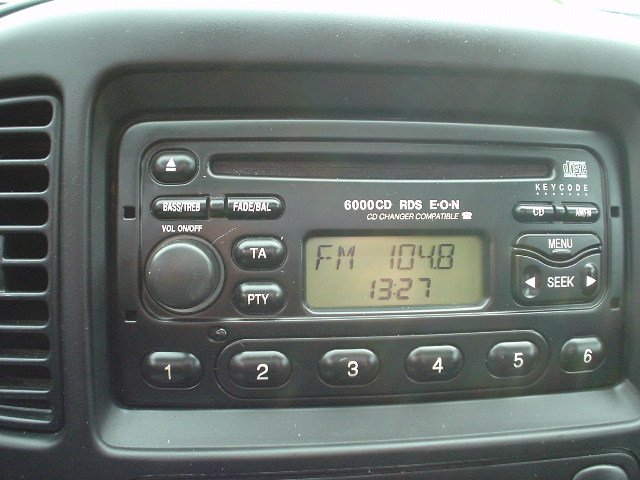 disc
KEYCODE
BASS/TREB FADE/BAL
6000CD RDS E·O·N
CD AM/FM
CD CHANGER COMPATIBLE
VOL ON/OFF
TA
FM 104.8
MENU
13:27
PTY
SEEK
1 2 3 4 5 6